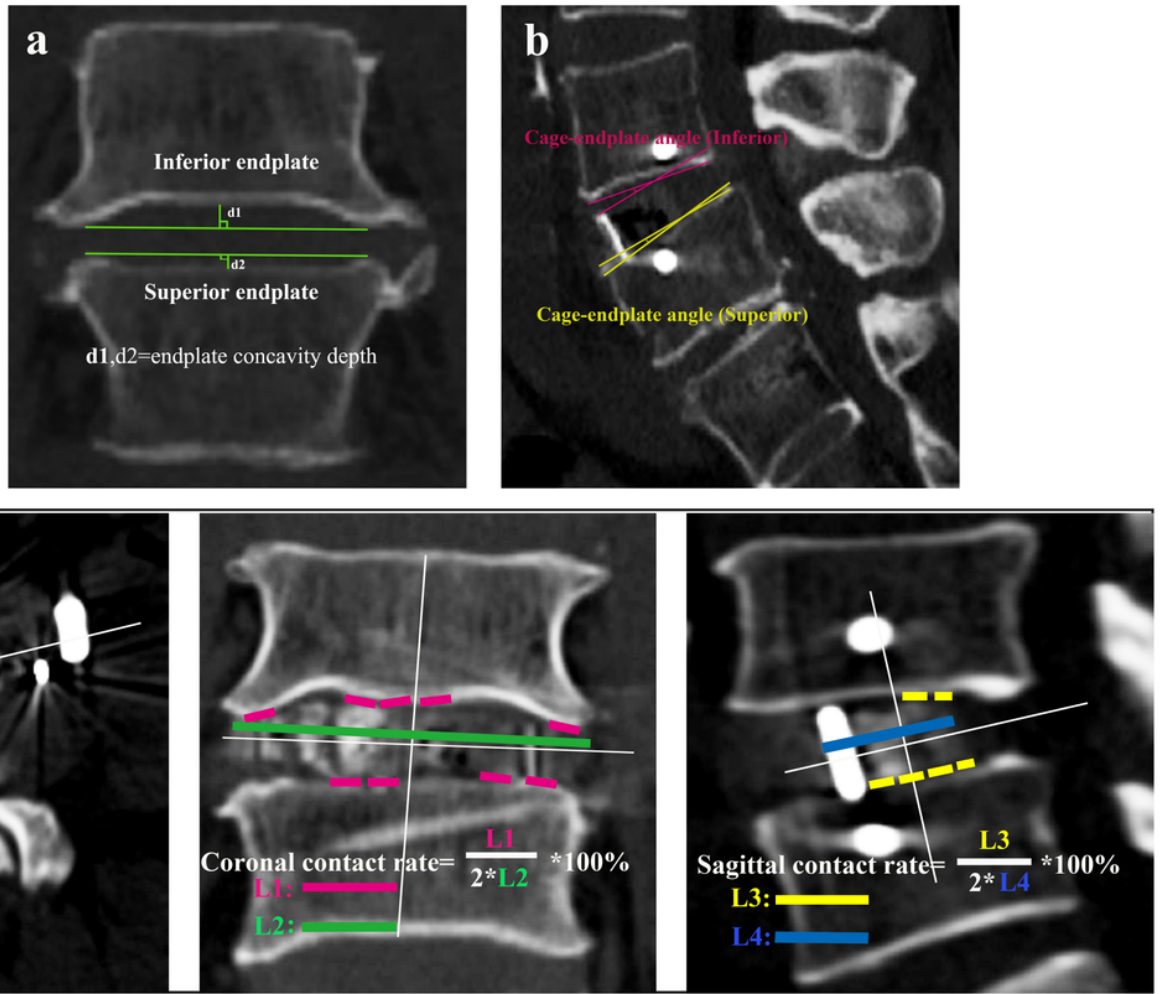 a
Inferior endplate
d1
d2
Superior endplate
d1,d2=endplate concavity depth
b
Cage-endplate angle (Inferior)
Cage-endplate angle (Superior)
Coronal contact rate= L1
2*L2 *100%
L1:
L2:
Sagittal contact rate= L3
2*L4 *100%
L3:
L4: